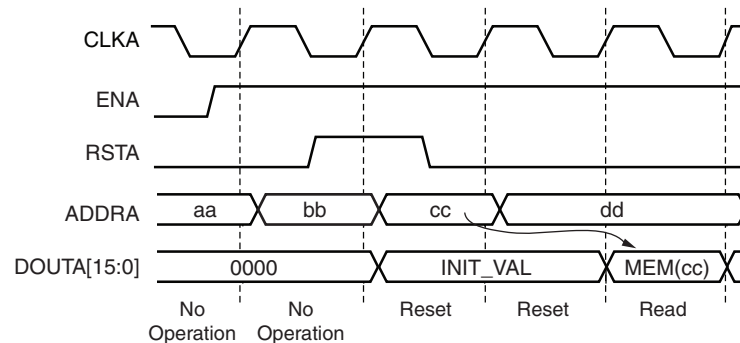 CLKA
ENA
RSTA
ADDRA aa bb cc dd
DOUTA[15:0] 0000 INIT_VAL MEM(cc)
No No Reset Reset Read
Operation Operation